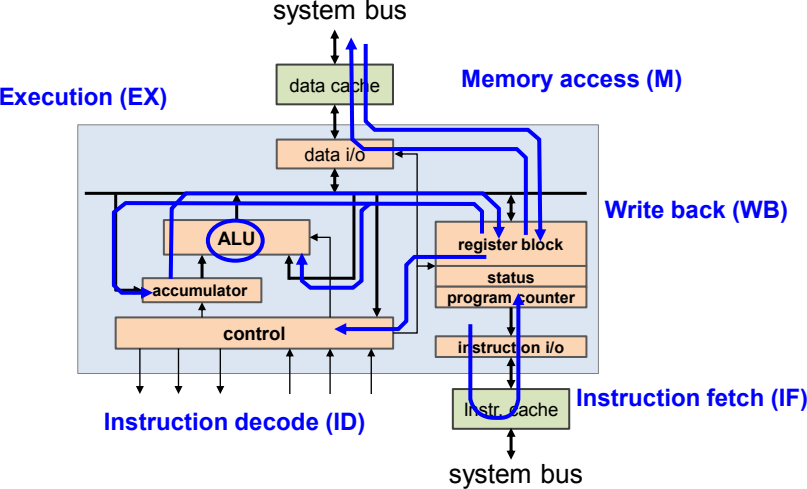 system bus
Memory access (M)
Execution (EX)
data cache
data i/o
Write back (WB)
ALU
register block
status
accumulator
program counter
control
instruction i/o
Instruction fetch (IF)
Instr. cache
Instruction decode (ID)
system bus